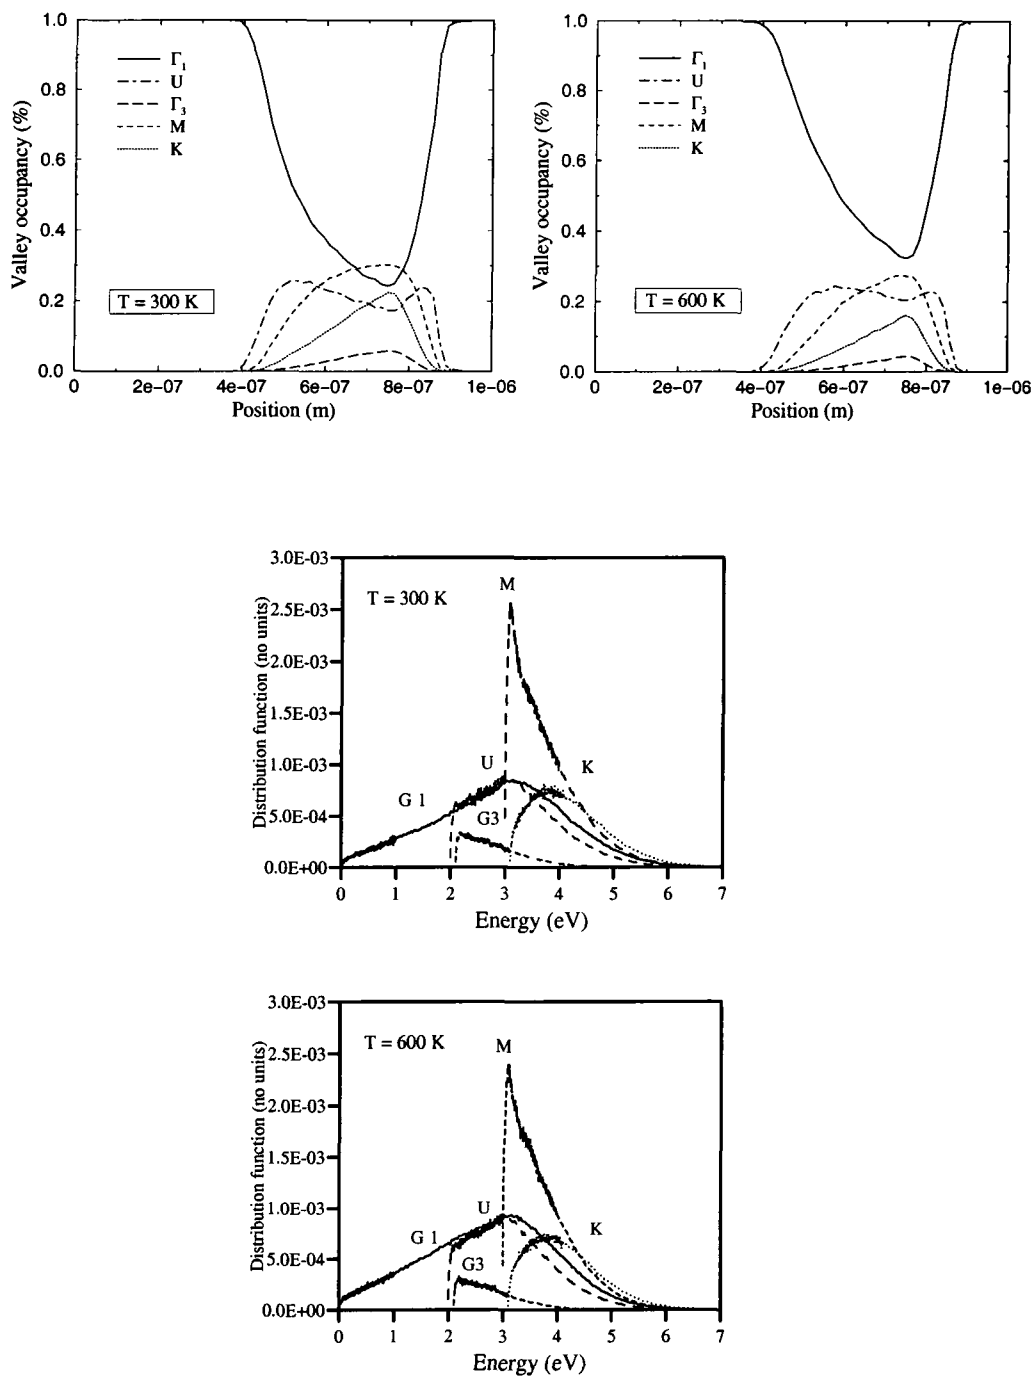 1.0
0.8
0.6
0.4
0.2
0.0
Valley occupancy (%)
Γ1
U
Γ3
M
K
T = 300 K
0 2e-07 4e-07 6e-07 8e-07 1e-06
Position (m)
1.0
0.8
0.6
0.4
0.2
0.0
Valley occupancy (%)
Γ1
U
Γ3
M
K
T = 600 K
0 2e-07 4e-07 6e-07 8e-07 1e-06
Position (m)
3.0E-03
2.5E-03
2.0E-03
1.5E-03
1.0E-03
5.0E-04
0.0E+00
Distribution function (no units)
T = 300 K
M
U
K
G 1
G3
0 1 2 3 4 5 6 7
Energy (eV)
3.0E-03
2.5E-03
2.0E-03
1.5E-03
1.0E-03
5.0E-04
0.0E+00
Distribution function (no units)
T = 600 K
M
U
K
G 1
G3
0 1 2 3 4 5 6 7
Energy (eV)